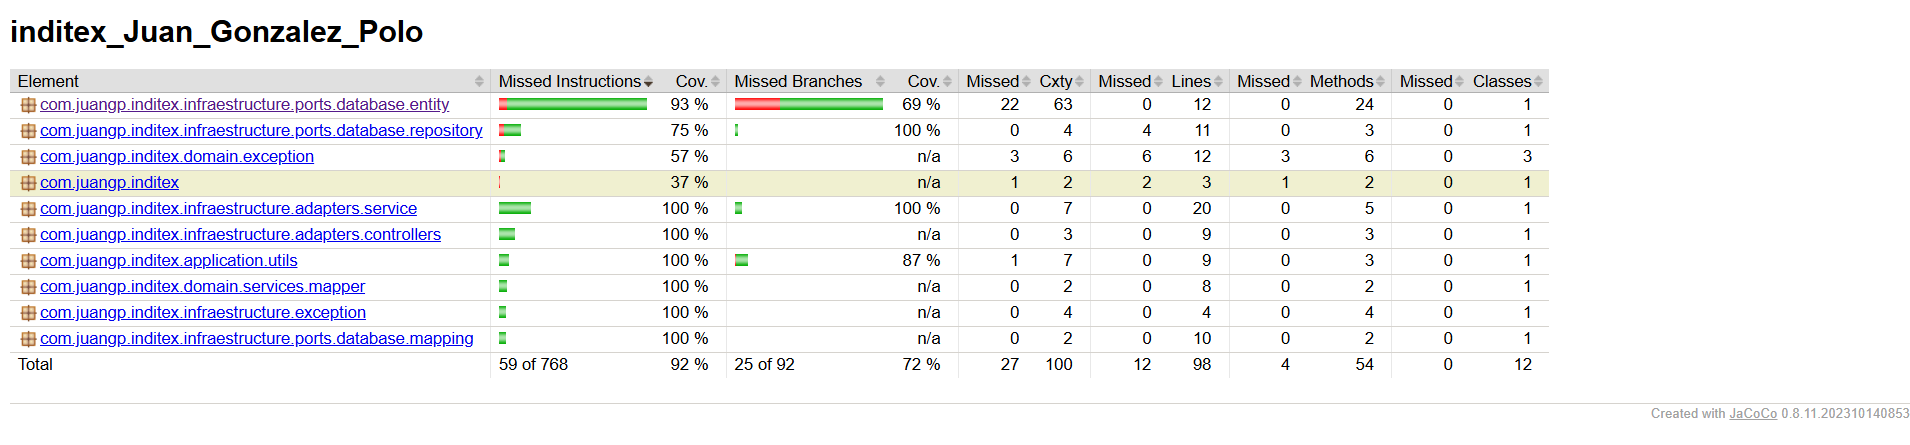 inditex_Juan_Gonzalez_Polo
Element Missed Instructions Cov. Missed Branches Cov. Missed Cxty Missed Lines Missed Methods Missed Classes
com.juangp.inditex.infraestructure.ports.database.entity 93 % 69 % 22 63 0 12 0 24 0 1
com.juangp.inditex.infraestructure.ports.database.repository 75 % 100 % 0 4 4 11 0 3 0 1
com.juangp.inditex.domain.exception 57 % n/a 3 6 6 12 3 6 0 3
com.juangp.inditex 37 % n/a 1 2 2 3 1 2 0 1
com.juangp.inditex.infraestructure.adapters.service 100 % 100 % 0 7 0 20 0 5 0 1
com.juangp.inditex.infraestructure.adapters.controllers 100 % n/a 0 3 0 9 0 3 0 1
com.juangp.inditex.application.utils 100 % 87 % 1 7 0 9 0 3 0 1
com.juangp.inditex.domain.services.mapper 100 % n/a 0 2 0 8 0 2 0 1
com.juangp.inditex.infraestructure.exception 100 % n/a 0 4 0 4 0 4 0 1
com.juangp.inditex.infraestructure.ports.database.mapping 100 % n/a 0 2 0 10 0 2 0 1
Total 59 of 768 92 % 25 of 92 72 % 27 100 12 98 4 54 0 12
Created with JaCoCo 0.8.11.202310140853